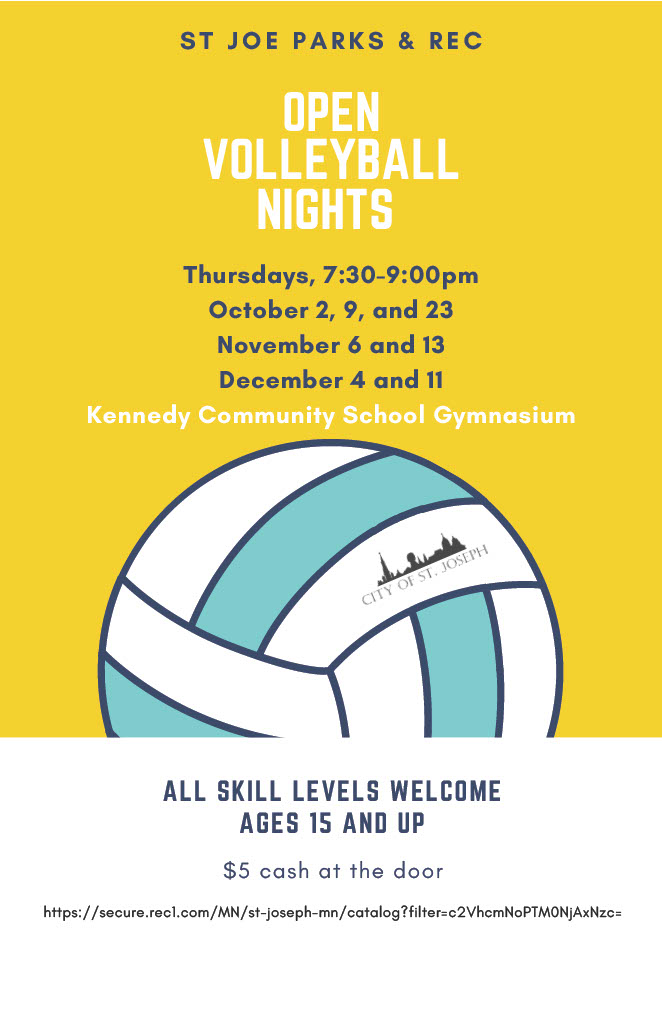 ST JOE PARKS & REC
OPEN
VOLLEYBALL
NIGHTS
Thursdays, 7:30-9:00pm
October 2, 9, and 23
November 6 and 13
December 4 and 11
Kennedy Community School Gymnasium
CITY OF ST. JOSEPH
ALL SKILL LEVELS WELCOME
AGES 15 AND UP
$5 cash at the door
https://secure.rec1.com/MN/st-joseph-mn/catalog?filter=c2VhcmNoPTM0NjAxNzc=